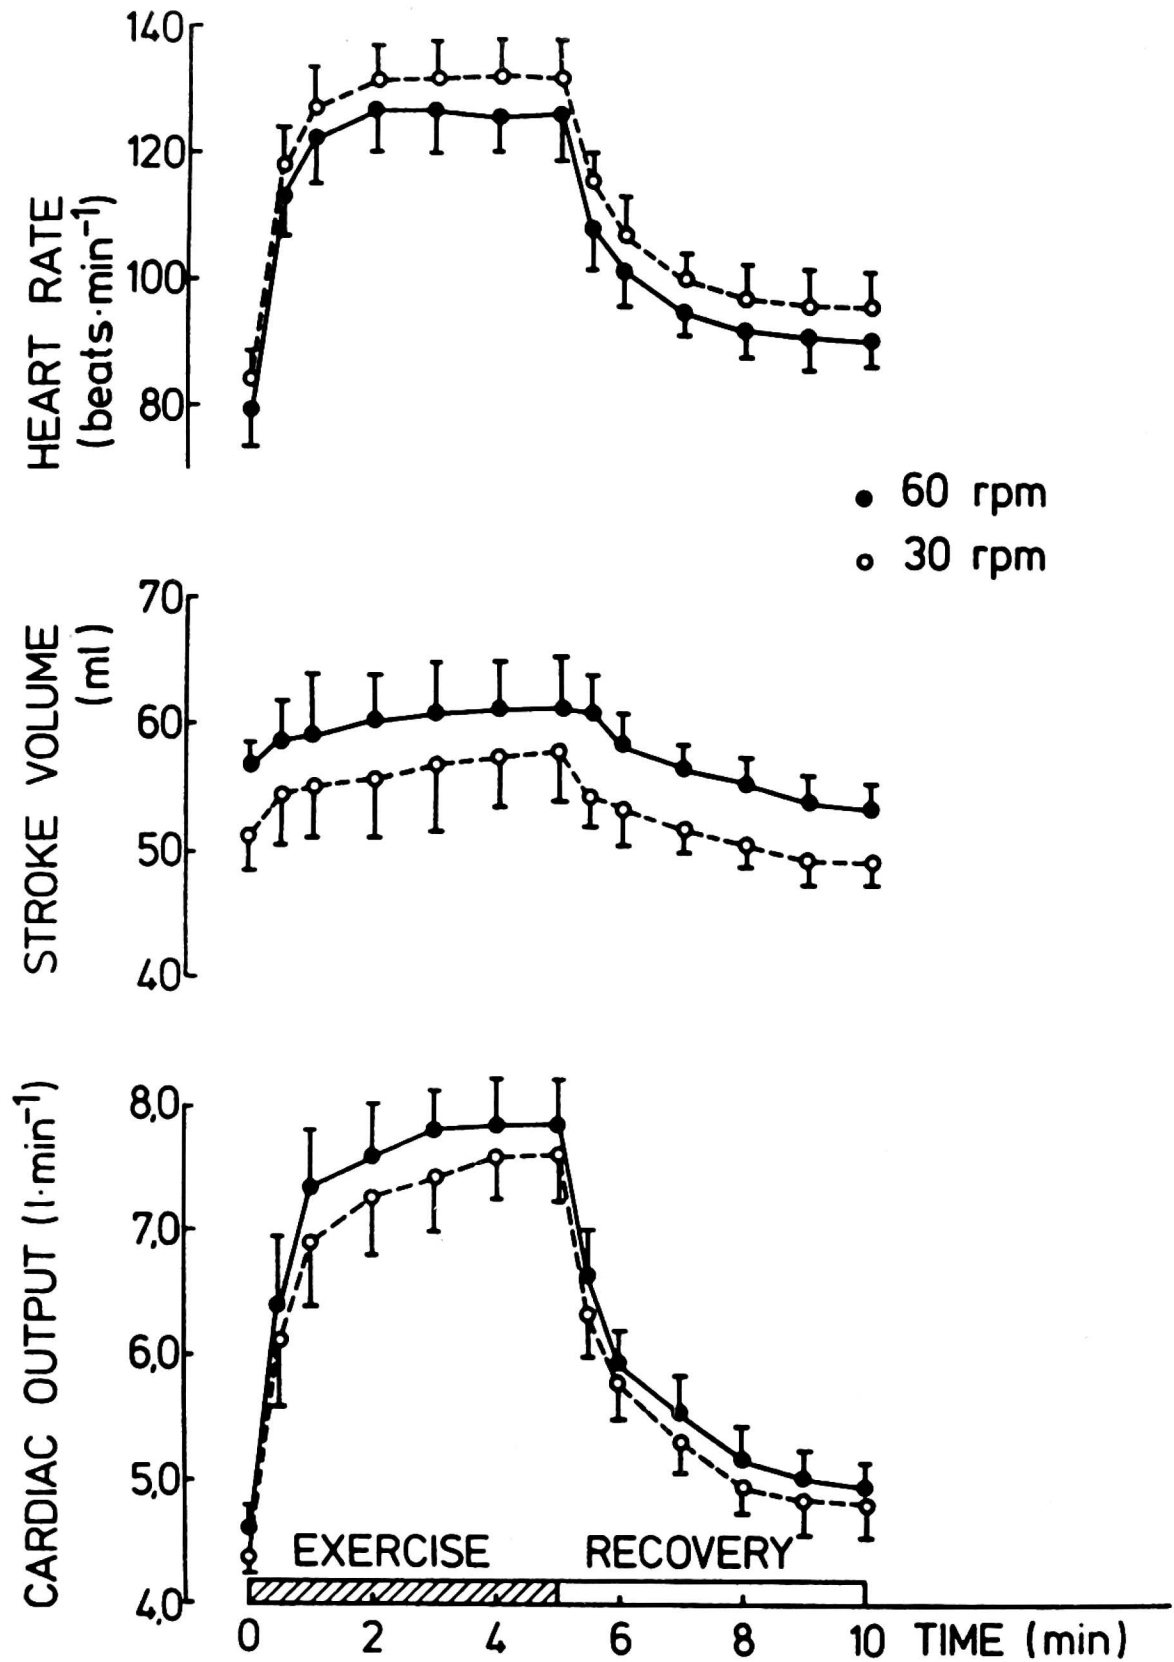 140
120
100
80
HEART RATE
(beats·min⁻¹)
● 60 rpm
○ 30 rpm
70
60
50
40
STROKE VOLUME
(ml)
8,0
7,0
6,0
5,0
4,0
CARDIAC OUTPUT (l·min⁻¹)
EXERCISE RECOVERY
0 2 4 6 8 10 TIME (min)